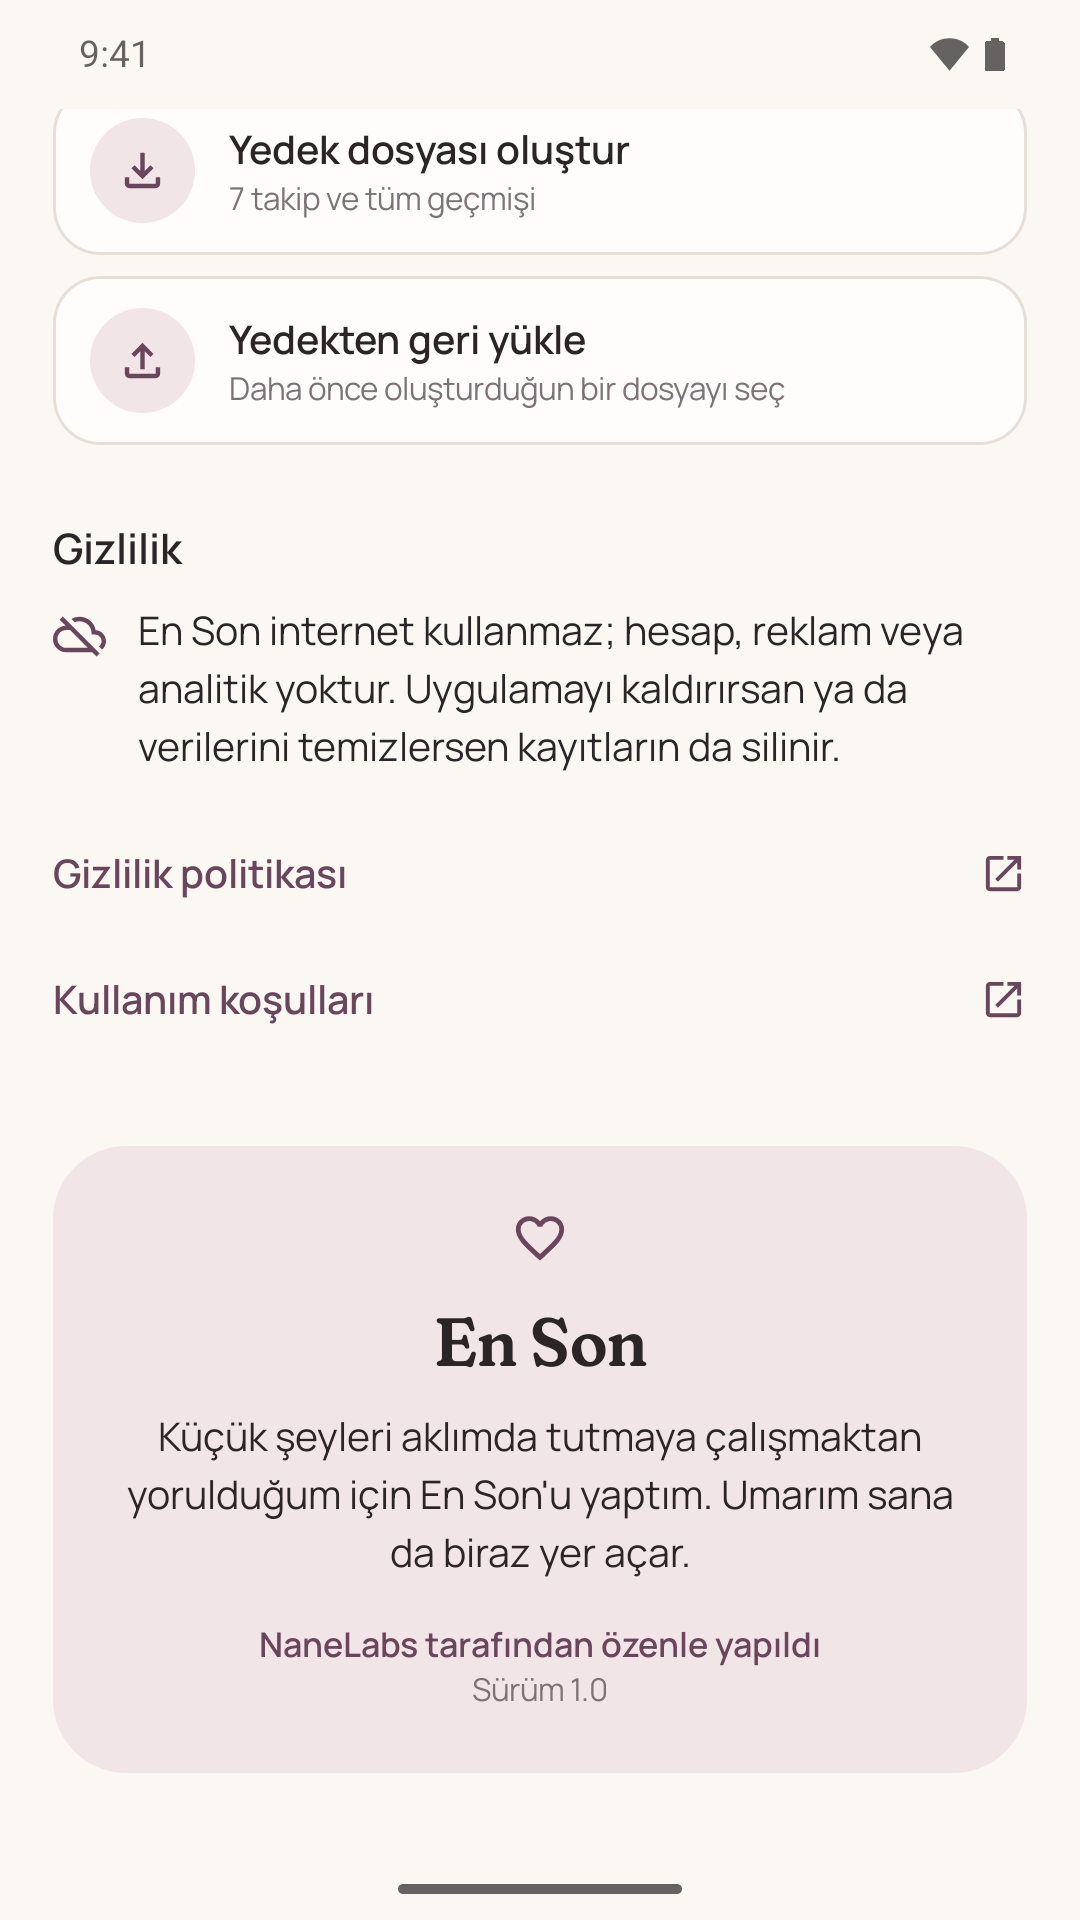 9:41
Yedek dosyası oluştur
7 takip ve tüm geçmişi
Yedekten geri yükle
Daha önce oluşturduğun bir dosyayı seç
Gizlilik
En Son internet kullanmaz; hesap, reklam veya
analitik yoktur. Uygulamayı kaldırırsan ya da
verilerini temizlersen kayıtların da silinir.
Gizlilik politikası
Kullanım koşulları
En Son
Küçük şeyleri aklımda tutmaya çalışmaktan
yorulduğum için En Son'u yaptım. Umarım sana
da biraz yer açar.
NaneLabs tarafından özenle yapıldı
Sürüm 1.0